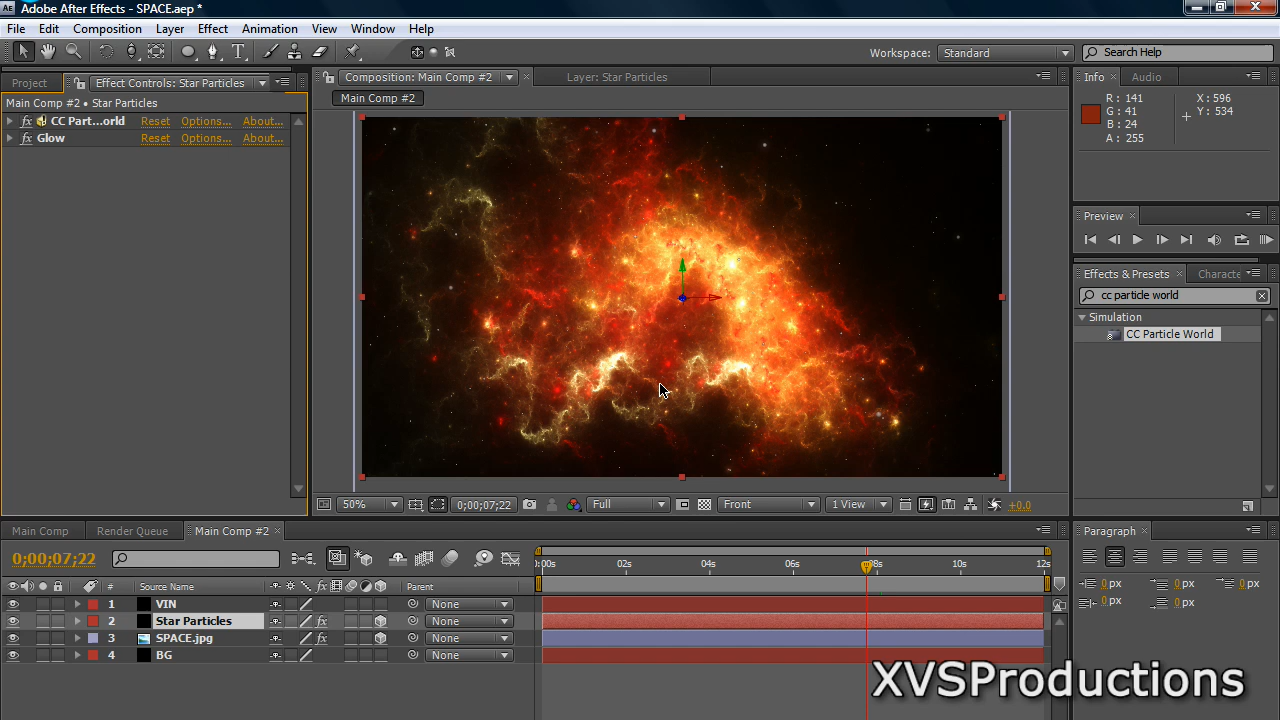 Adobe After Effects - SPACE.aep *
File Edit Composition Layer Effect Animation View Window Help
Workspace: Standard Search Help
Project Effect Controls: Star Particles
Main Comp #2 • Star Particles
fx CC Part...orld Reset Options... About...
fx Glow Reset Options... About...
Composition: Main Comp #2 Layer: Star Particles
Main Comp #2
Info Audio
R : 141 X : 596
G : 41 Y : 534
B : 24
A : 255
Preview
Effects & Presets Characte
cc particle world
Simulation
CC Particle World
50% 0;00;07;22 Full Front 1 View +0.0
Main Comp Render Queue Main Comp #2
0;00;07;22
:00s 02s 04s 06s 08s 10s 12s
# Source Name fx Parent
1 VIN None
2 Star Particles fx None
3 SPACE.jpg fx None
4 BG None
Paragraph
0 px 0 px 0 px
0 px 0 px
XVSProductions